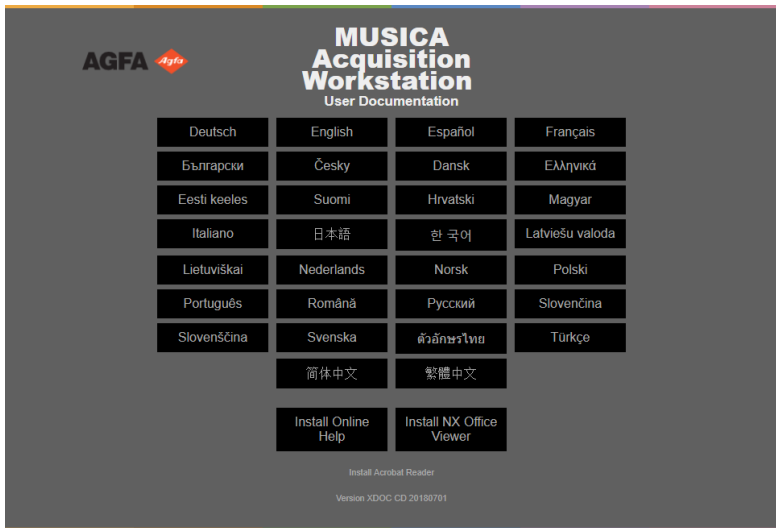 AGFA
Agfa
MUSICA
Acquisition
Workstation
User Documentation
Deutsch English Español Français
Български Česky Dansk Ελληνικά
Eesti keeles Suomi Hrvatski Magyar
Italiano 日本語 한 국어 Latviešu valoda
Lietuviškai Nederlands Norsk Polski
Português Română Русский Slovenčina
Slovenščina Svenska ตัวอักษรไทย Türkçe
简体中文 繁體中文
Install Online Install NX Office
Help Viewer
Install Acrobat Reader
Version XDOC CD 20180701